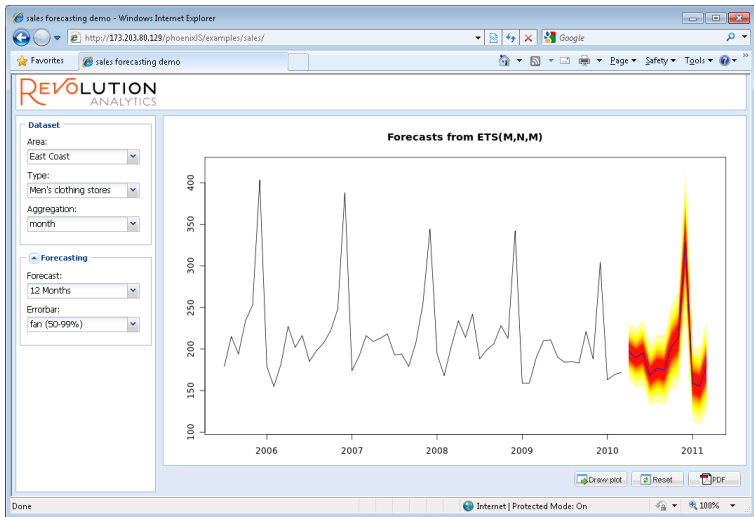 sales forecasting demo - Windows Internet Explorer
http://173.203.80.129/phoenixJS/examples/sales/
Google
Favorites
sales forecasting demo
Page
Safety
Tools
REVOLUTION
ANALYTICS
Dataset
Area:
East Coast
Type:
Men's clothing stores
Aggregation:
month
Forecasting
Forecast:
12 Months
Errorbar:
fan (50-99%)
Forecasts from ETS(M,N,M)
400
350
300
250
200
150
100
2006
2007
2008
2009
2010
2011
Draw plot
Reset
PDF
Done
Internet | Protected Mode: On
100%